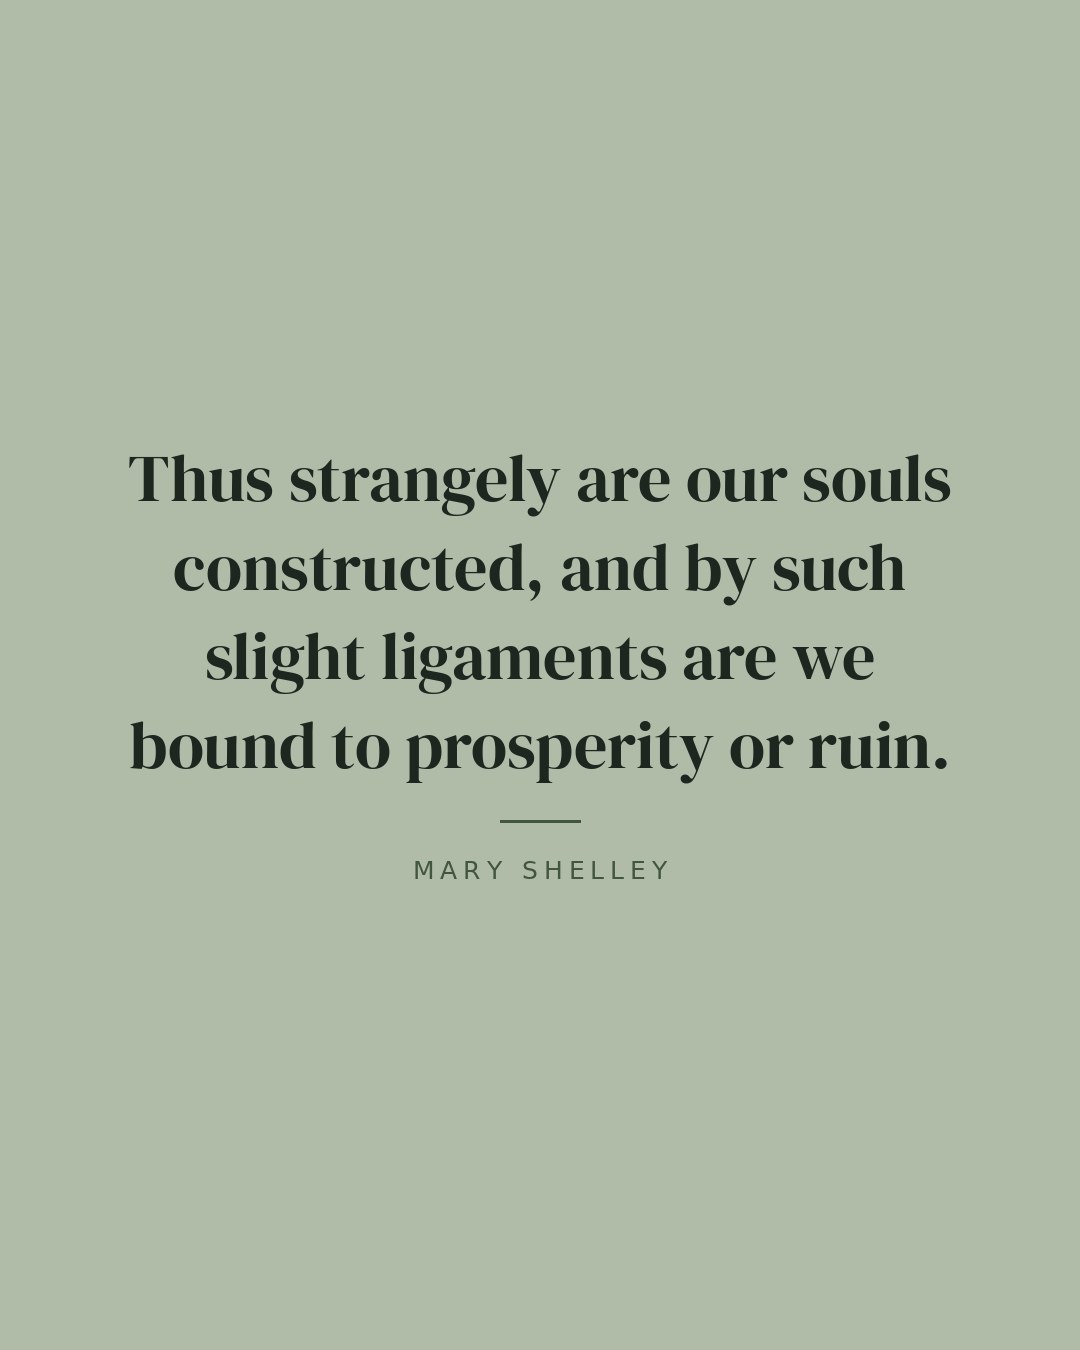 Thus strangely are our souls
constructed, and by such
slight ligaments are we
bound to prosperity or ruin.
MARY SHELLEY